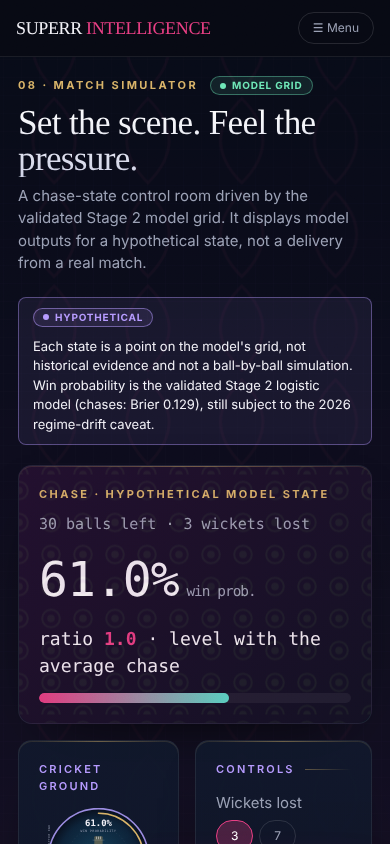 SUPERR INTELLIGENCE
☰ Menu
08 · MATCH SIMULATOR
MODEL GRID
Set the scene. Feel the
pressure.
A chase-state control room driven by the
validated Stage 2 model grid. It displays model
outputs for a hypothetical state, not a delivery
from a real match.
HYPOTHETICAL
Each state is a point on the model's grid, not
historical evidence and not a ball-by-ball simulation.
Win probability is the validated Stage 2 logistic
model (chases: Brier 0.129), still subject to the 2026
regime-drift caveat.
CHASE · HYPOTHETICAL MODEL STATE
30 balls left · 3 wickets lost
61.0% win prob.
ratio 1.0 · level with the
average chase
CRICKET
GROUND
61.0%
WIN PROBABILITY
CONTROLS
Wickets lost
3
7